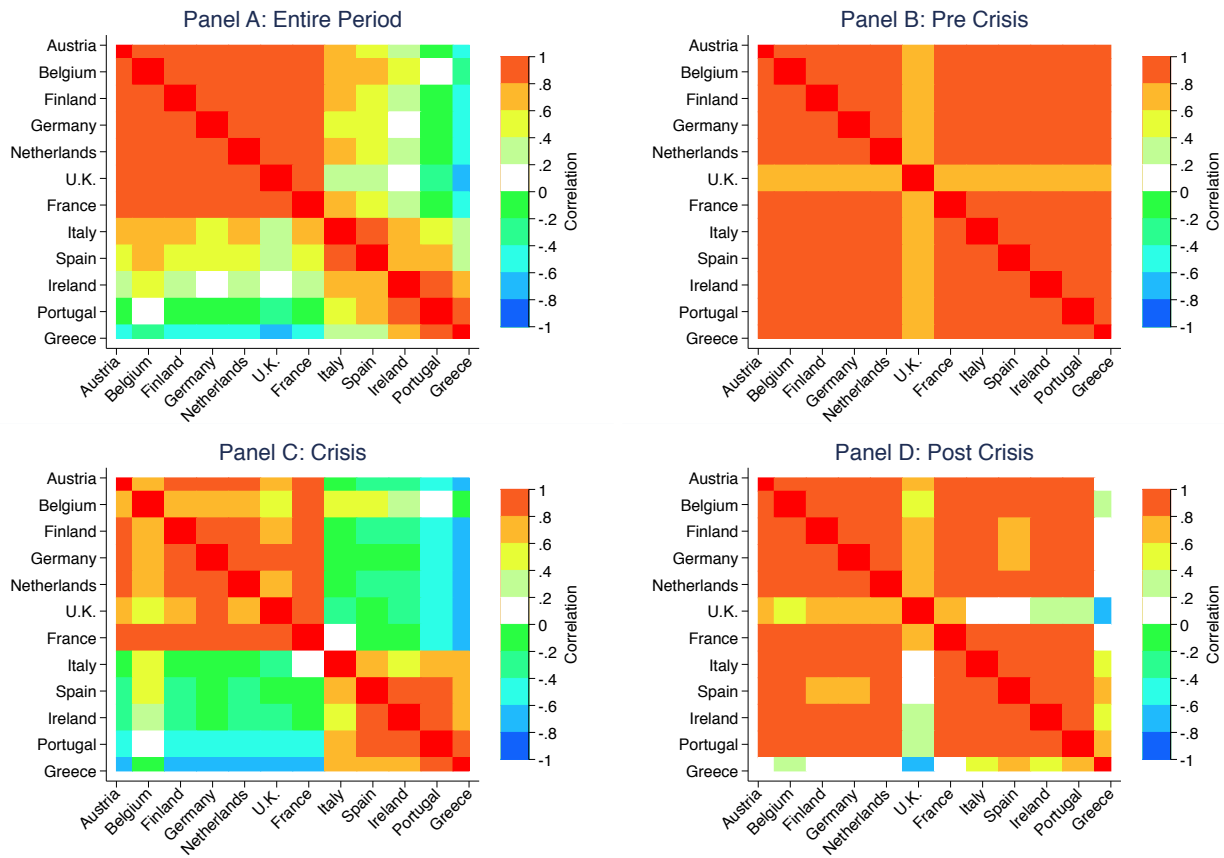 Panel A: Entire Period
Austria
Belgium
Finland
Germany
Netherlands
U.K.
France
Italy
Spain
Ireland
Portugal
Greece
Austria
Belgium
Finland
Germany
Netherlands
U.K.
France
Italy
Spain
Ireland
Portugal
Greece
1
.8
.6
.4
.2
0
-.2
-.4
-.6
-.8
-1
Correlation
Panel B: Pre Crisis
Austria
Belgium
Finland
Germany
Netherlands
U.K.
France
Italy
Spain
Ireland
Portugal
Greece
Austria
Belgium
Finland
Germany
Netherlands
U.K.
France
Italy
Spain
Ireland
Portugal
Greece
1
.8
.6
.4
.2
0
-.2
-.4
-.6
-.8
-1
Correlation
Panel C: Crisis
Austria
Belgium
Finland
Germany
Netherlands
U.K.
France
Italy
Spain
Ireland
Portugal
Greece
Austria
Belgium
Finland
Germany
Netherlands
U.K.
France
Italy
Spain
Ireland
Portugal
Greece
1
.8
.6
.4
.2
0
-.2
-.4
-.6
-.8
-1
Correlation
Panel D: Post Crisis
Austria
Belgium
Finland
Germany
Netherlands
U.K.
France
Italy
Spain
Ireland
Portugal
Greece
Austria
Belgium
Finland
Germany
Netherlands
U.K.
France
Italy
Spain
Ireland
Portugal
Greece
1
.8
.6
.4
.2
0
-.2
-.4
-.6
-.8
-1
Correlation